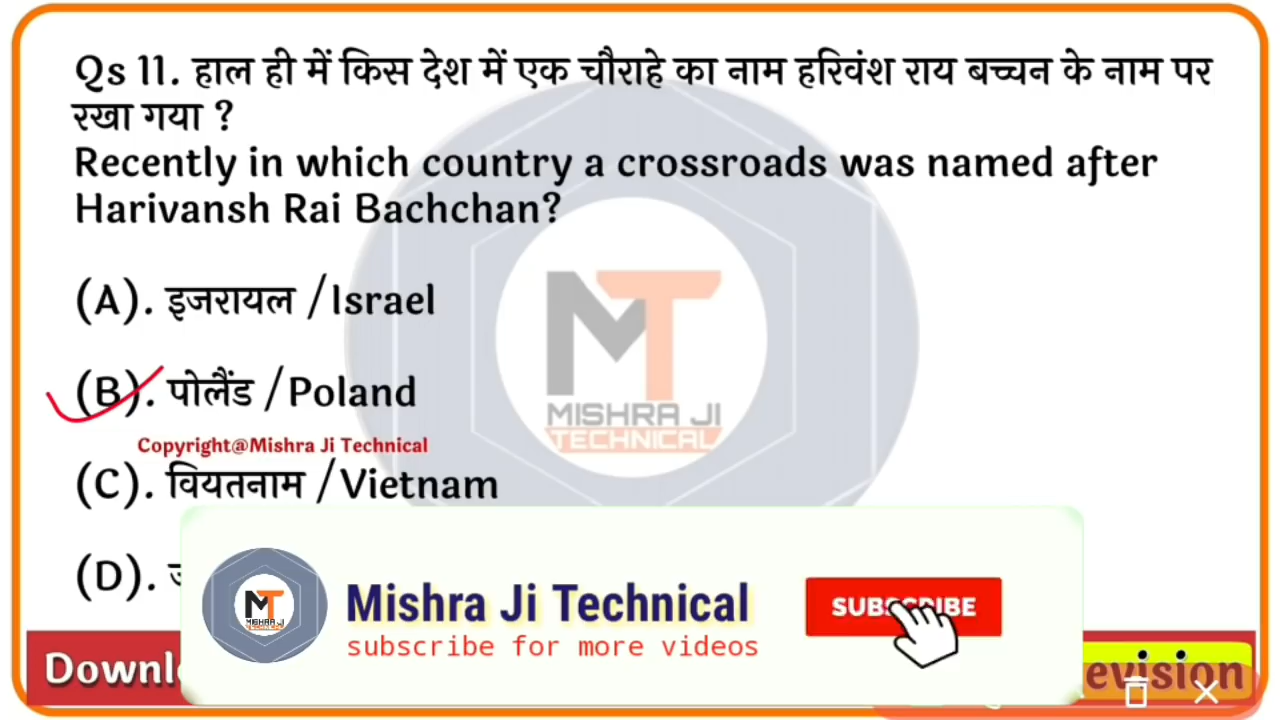 Qs 11. हाल ही में किस देश में एक चौराहे का नाम हरिवंश राय बच्चन के नाम पर
रखा गया ?
Recently in which country a crossroads was named after
Harivansh Rai Bachchan?
(A). इजरायल /Israel
(B). पोलैंड /Poland
Copyright@Mishra Ji Technical
(C). वियतनाम /Vietnam
(D).
MT
MISHRA JI
TECHNICAL
MT
Mishra Ji Technical
subscribe for more videos
SUBSCRIBE